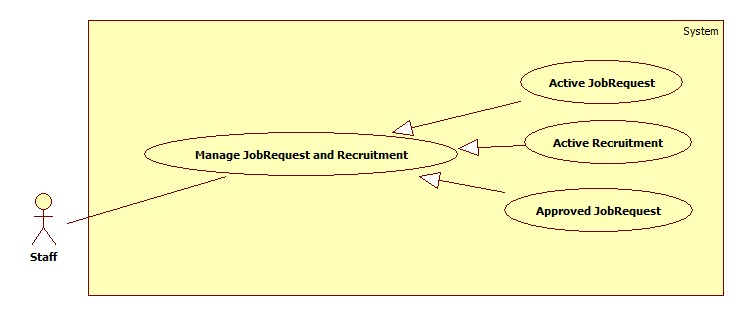 System
Active JobRequest
Manage JobRequest and Recruitment
Active Recruitment
Approved JobRequest
Staff